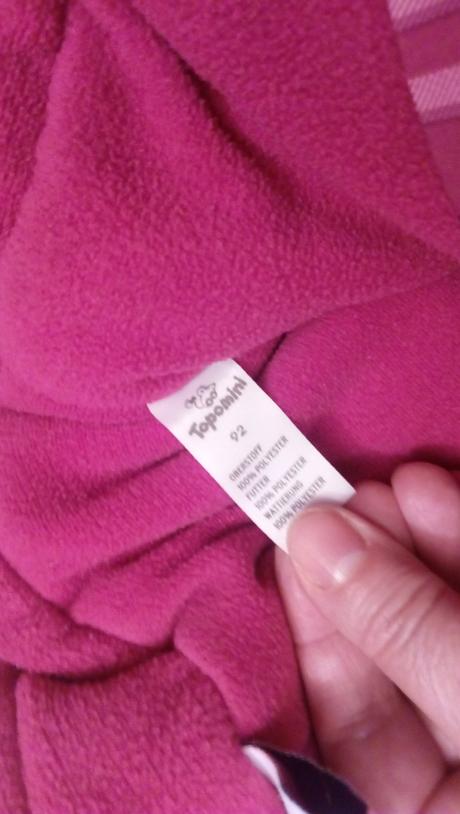 Topomini
92
OBERSTOFF
100% POLYESTER
FUTTER
100% POLYESTER
WATTIERUNG
100% POLYESTER